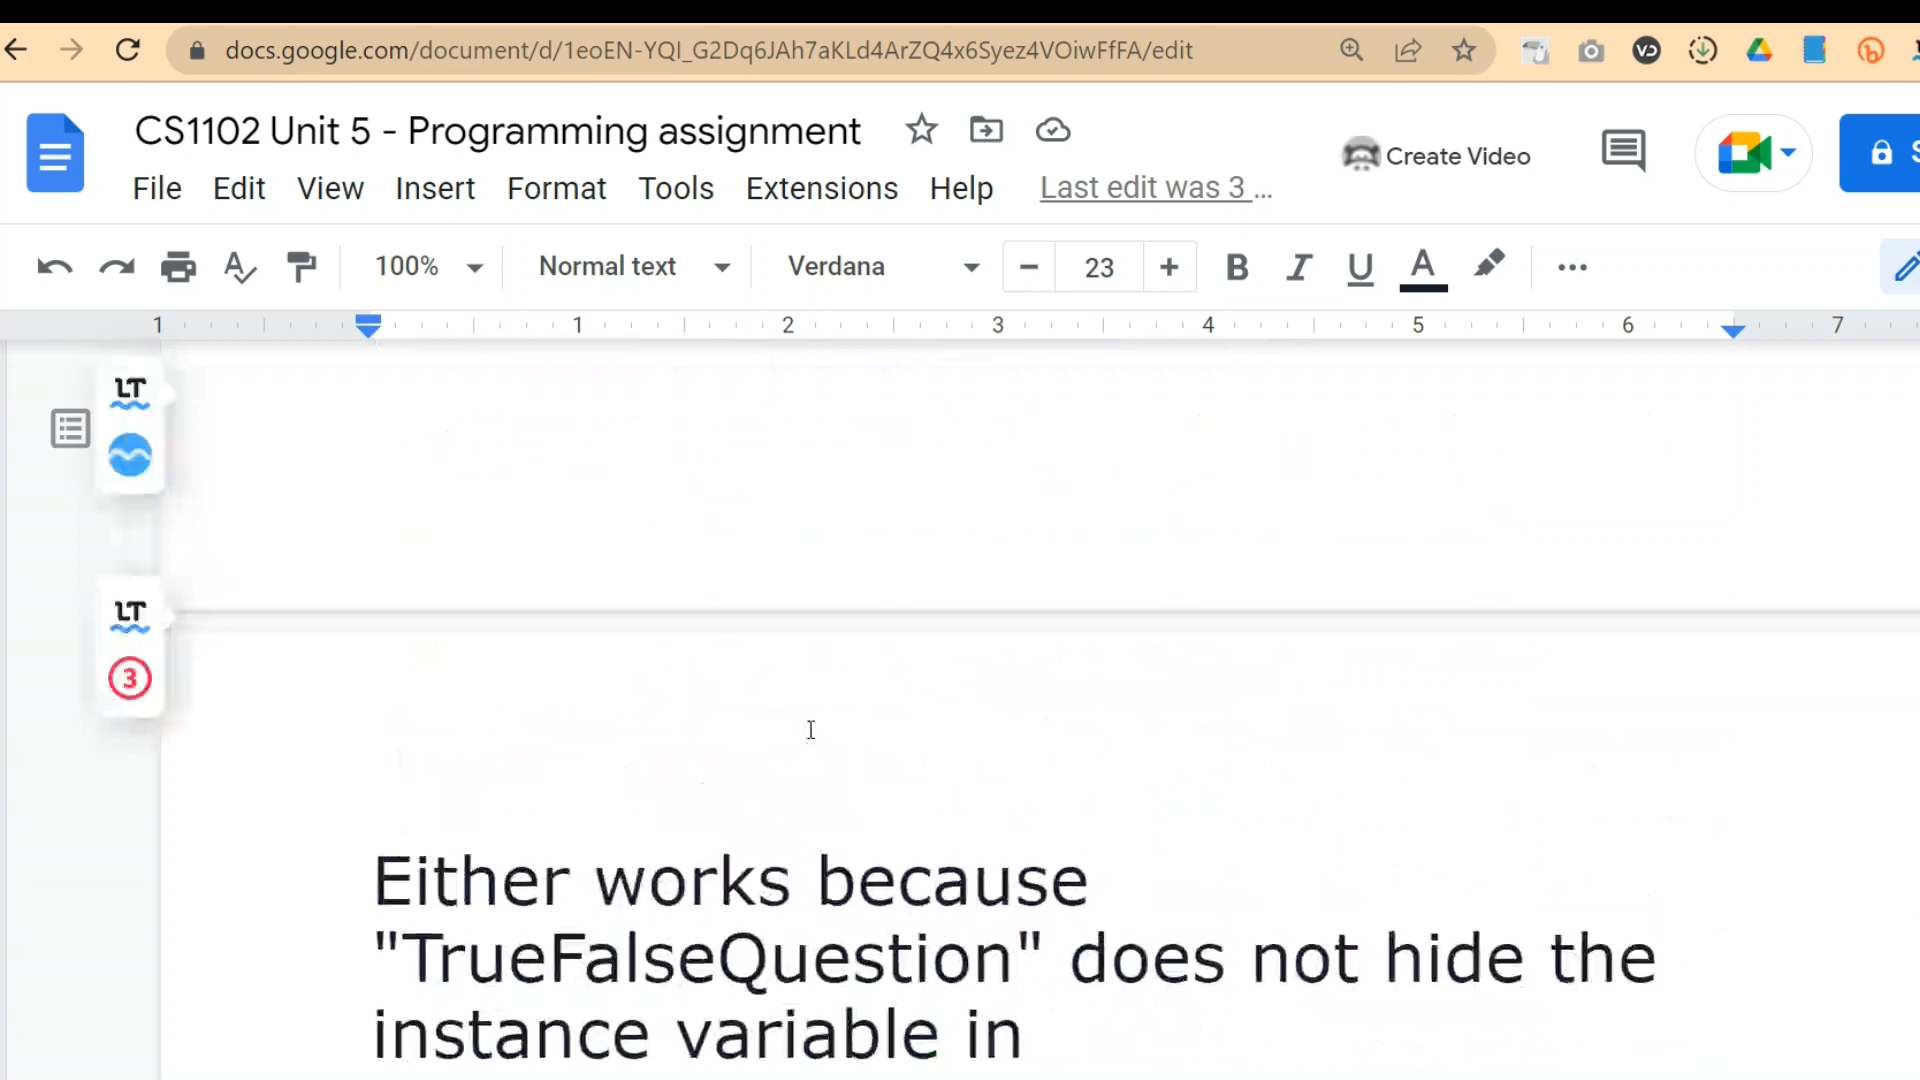 docs.google.com/document/d/1eoEN-YQI_G2Dq6JAh7aKLd4ArZQ4x6Syez4VOiwFfFA/edit
CS1102 Unit 5 - Programming assignment
Create Video
File Edit View Insert Format Tools Extensions Help Last edit was 3 ...
100% Normal text Verdana 23 B I U A
1 1 2 3 4 5 6 7
LT
LT
3
Either works because
"TrueFalseQuestion" does not hide the
instance variable in